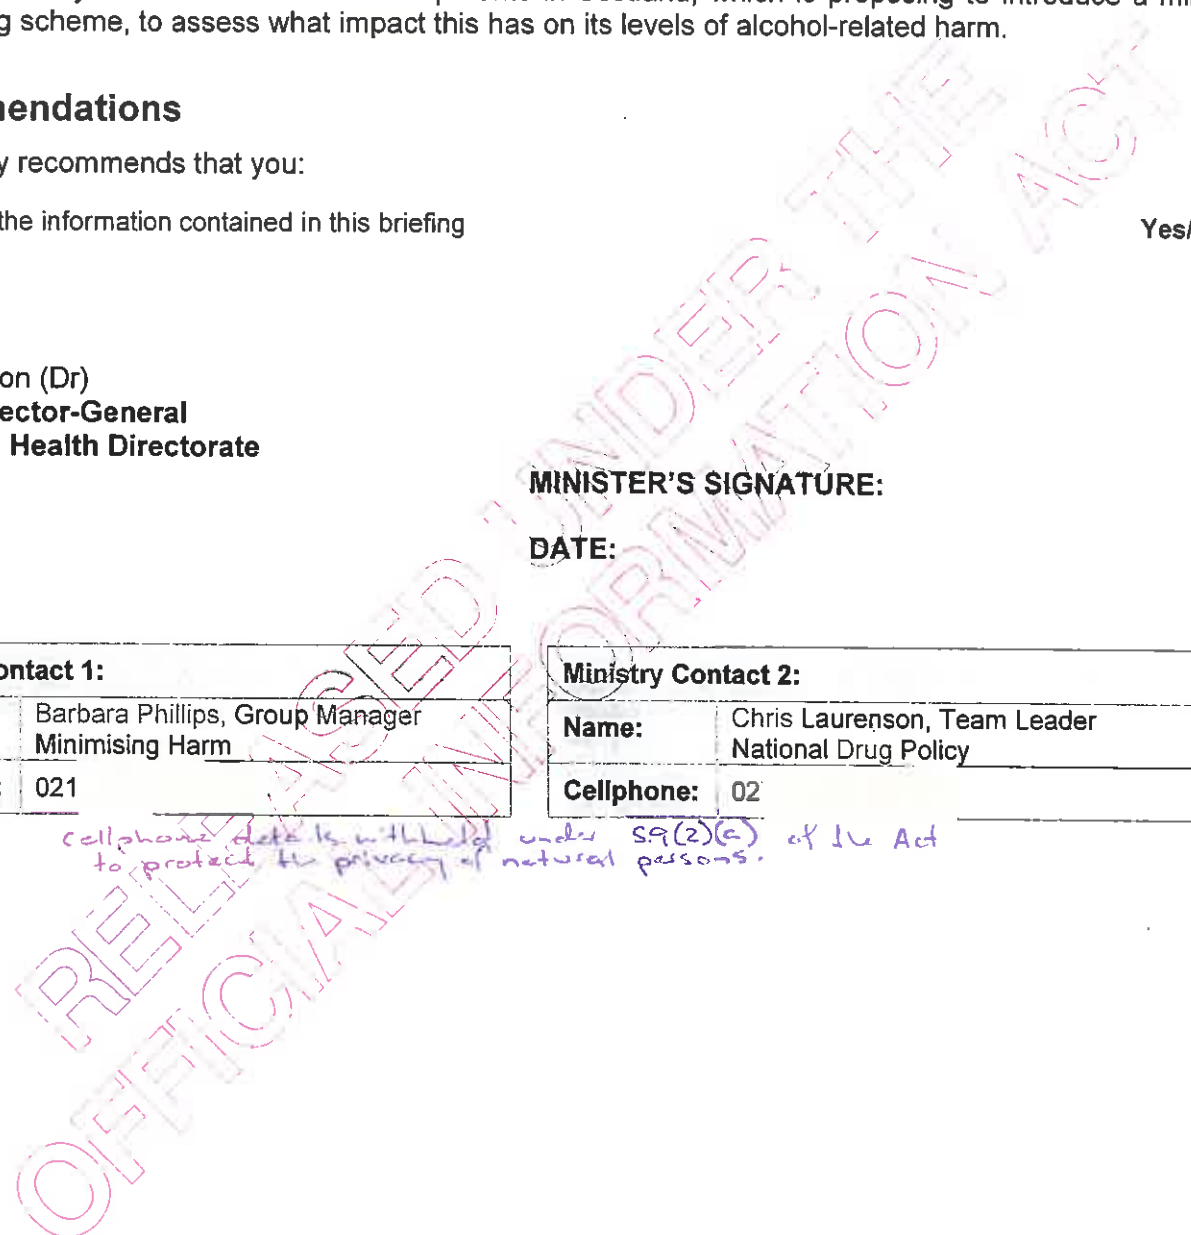 g scheme, to assess what impact this has on its levels of alcohol-related harm.
endations
y recommends that you:
the information contained in this briefing
Yes/
on (Dr)
ector-General
Health Directorate
MINISTER'S SIGNATURE:
DATE:
ontact 1:
Barbara Phillips, Group Manager
Minimising Harm
: 021
Ministry Contact 2:
Name: Chris Laurenson, Team Leader
National Drug Policy
Cellphone: 02
cellphone details withheld under S9(2)(a) of the Act
to protect the privacy of natural persons.
RELEASED UNDER THE
OFFICIAL INFORMATION ACT